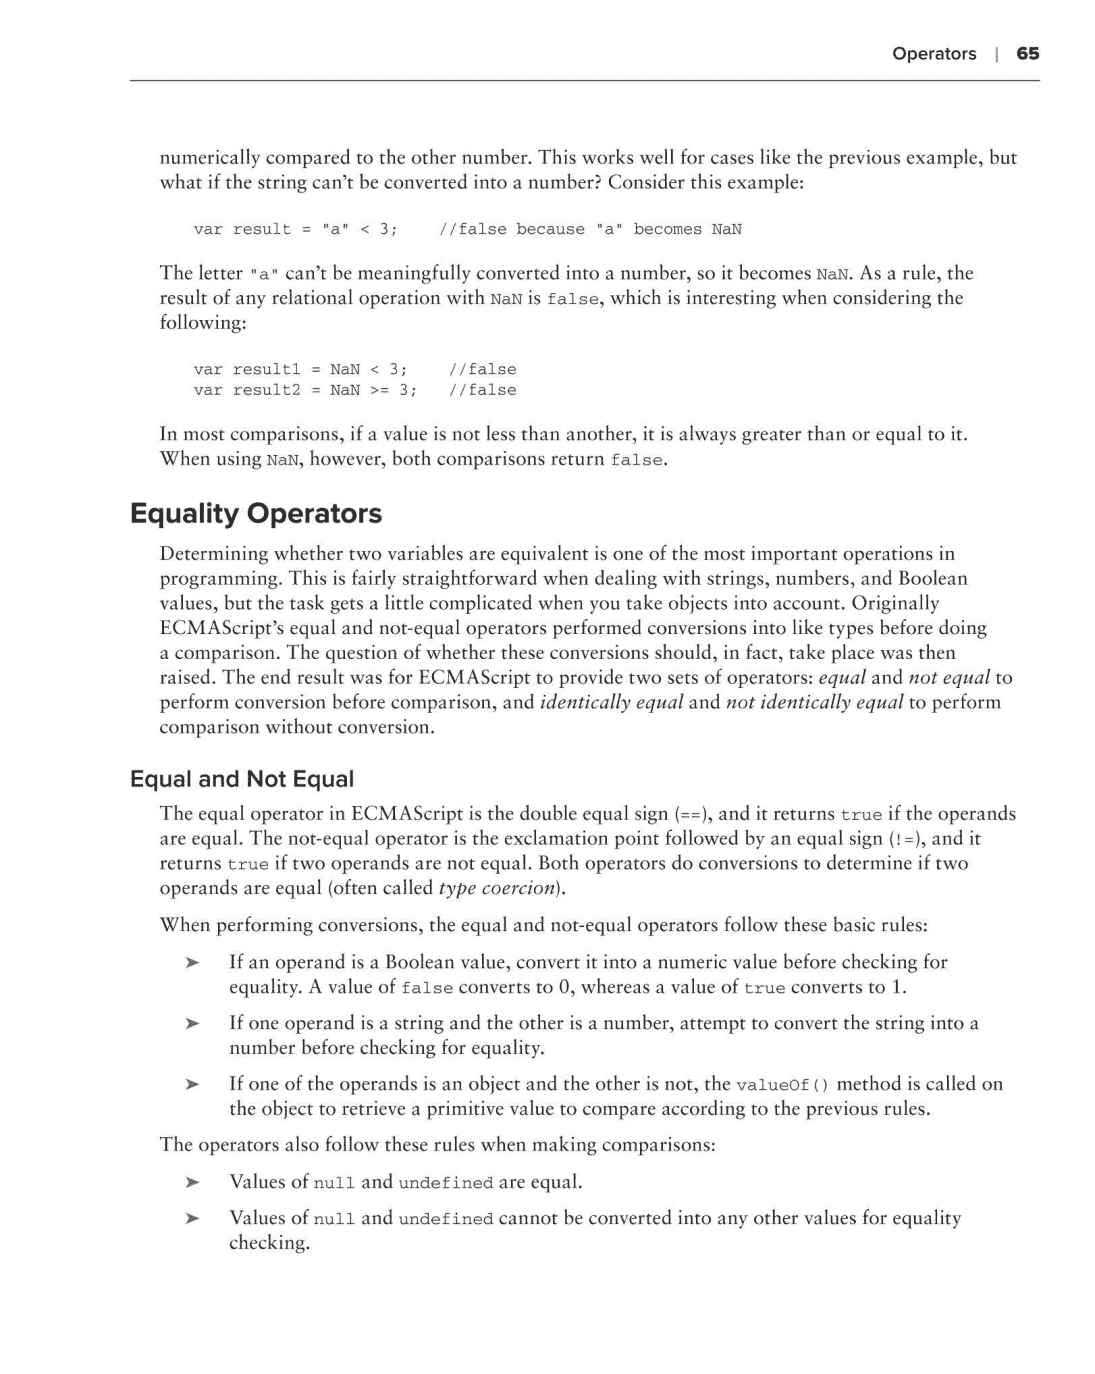 Operators | 65
numerically compared to the other number. This works well for cases like the previous example, but
what if the string can’t be converted into a number? Consider this example:
var result = "a" < 3; //false because "a" becomes NaN
The letter "a" can’t be meaningfully converted into a number, so it becomes NaN. As a rule, the
result of any relational operation with NaN is false, which is interesting when considering the
following:
var result1 = NaN < 3; //false
var result2 = NaN >= 3; //false
In most comparisons, if a value is not less than another, it is always greater than or equal to it.
When using NaN, however, both comparisons return false.
Equality Operators
Determining whether two variables are equivalent is one of the most important operations in
programming. This is fairly straightforward when dealing with strings, numbers, and Boolean
values, but the task gets a little complicated when you take objects into account. Originally
ECMAScript’s equal and not-equal operators performed conversions into like types before doing
a comparison. The question of whether these conversions should, in fact, take place was then
raised. The end result was for ECMAScript to provide two sets of operators: equal and not equal to
perform conversion before comparison, and identically equal and not identically equal to perform
comparison without conversion.
Equal and Not Equal
The equal operator in ECMAScript is the double equal sign (==), and it returns true if the operands
are equal. The not-equal operator is the exclamation point followed by an equal sign (!=), and it
returns true if two operands are not equal. Both operators do conversions to determine if two
operands are equal (often called type coercion).
When performing conversions, the equal and not-equal operators follow these basic rules:
➤ If an operand is a Boolean value, convert it into a numeric value before checking for
equality. A value of false converts to 0, whereas a value of true converts to 1.
➤ If one operand is a string and the other is a number, attempt to convert the string into a
number before checking for equality.
➤ If one of the operands is an object and the other is not, the valueOf() method is called on
the object to retrieve a primitive value to compare according to the previous rules.
The operators also follow these rules when making comparisons:
➤ Values of null and undefined are equal.
➤ Values of null and undefined cannot be converted into any other values for equality
checking.